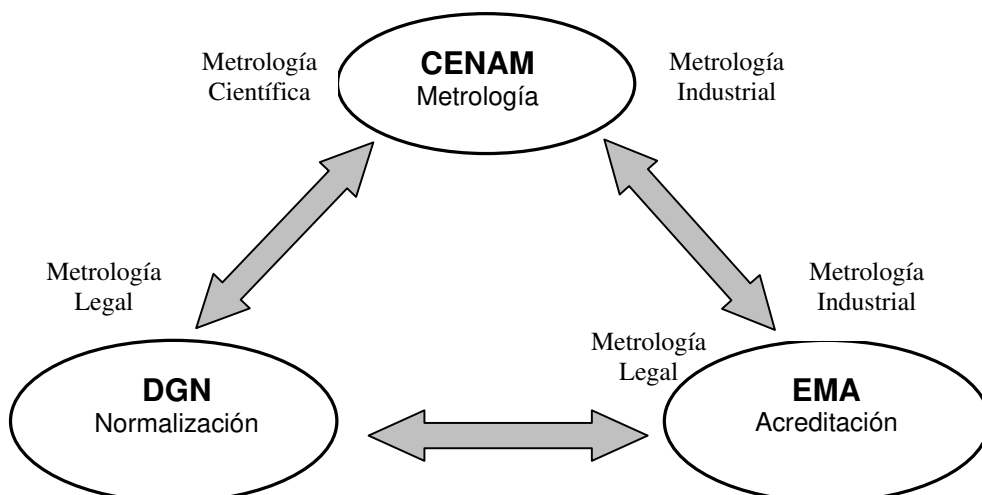 Metrología
Científica
CENAM
Metrología
Metrología
Industrial
Metrología
Legal
Metrología
Industrial
Metrología
Legal
DGN
Normalización
EMA
Acreditación